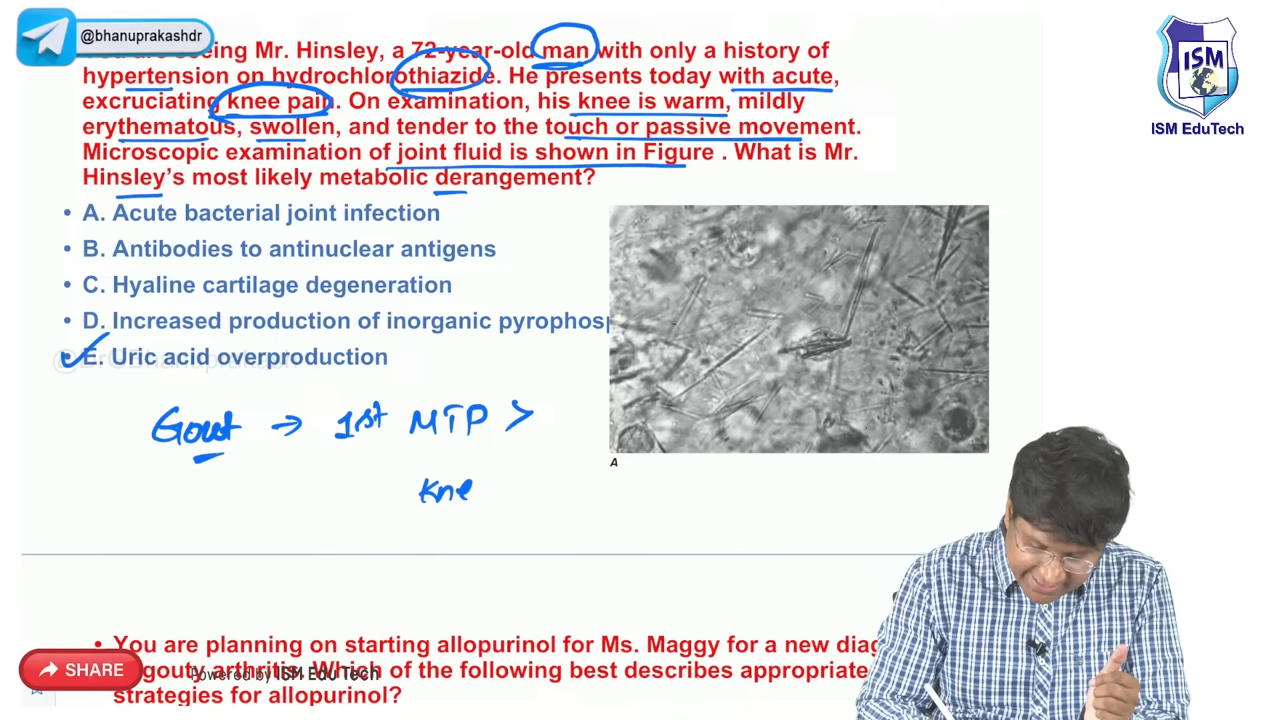 @bhanuprakashdr
ISM
ISM EduTech
seeing Mr. Hinsley, a 72-year-old man with only a history of
hypertension on hydrochlorothiazide. He presents today with acute,
excruciating knee pain. On examination, his knee is warm, mildly
erythematous, swollen, and tender to the touch or passive movement.
Microscopic examination of joint fluid is shown in Figure . What is Mr.
Hinsley's most likely metabolic derangement?
• A. Acute bacterial joint infection
• B. Antibodies to antinuclear antigens
• C. Hyaline cartilage degeneration
• D. Increased production of inorganic pyrophosp
• E. Uric acid overproduction
Gout → 1st MTP >
Kne
A
• You are planning on starting allopurinol for Ms. Maggy for a new diag
gouty arthritis. Which of the following best describes appropriate
strategies for allopurinol?
SHARE
Powered by ISM Edu Tech